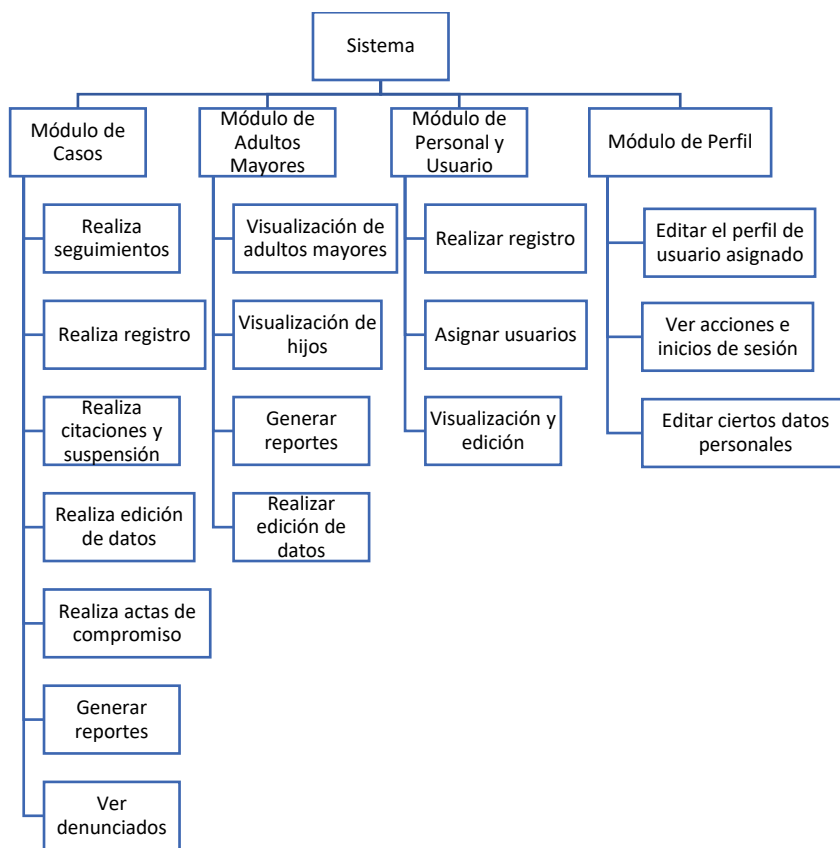 Sistema
Módulo de
Casos
Realiza
seguimientos
Realiza registro
Realiza
citaciones y
suspensión
Realiza edición
de datos
Realiza actas de
compromiso
Generar
reportes
Ver
denunciados
Módulo de
Adultos
Mayores
Visualización de
adultos mayores
Visualización de
hijos
Generar
reportes
Realizar
edición de
datos
Módulo de
Personal y
Usuario
Realizar registro
Asignar usuarios
Visualización y
edición
Módulo de Perfil
Editar el perfil de
usuario asignado
Ver acciones e
inicios de sesión
Editar ciertos datos
personales